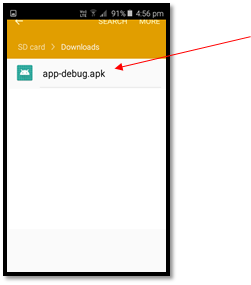 91% 4:56 pm
SEARCH MORE
SD card > Downloads
app-debug.apk